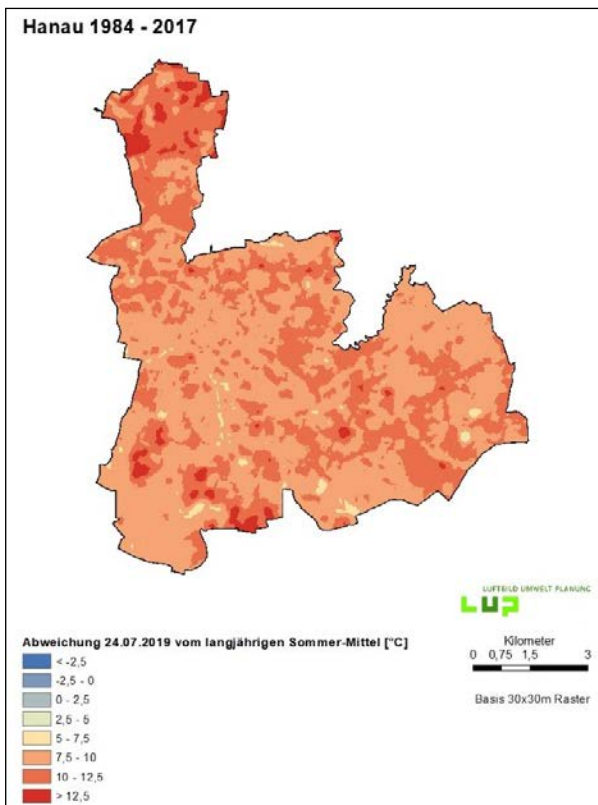 Hanau 1984 - 2017
LUFTBILD UMWELT PLANUNG
LUP
Abweichung 24.07.2019 vom langjährigen Sommer-Mittel [°C]
< -2,5
-2,5 - 0
0 - 2,5
2,5 - 5
5 - 7,5
7,5 - 10
10 - 12,5
> 12,5
Kilometer
0 0,75 1,5 3
Basis 30x30m Raster